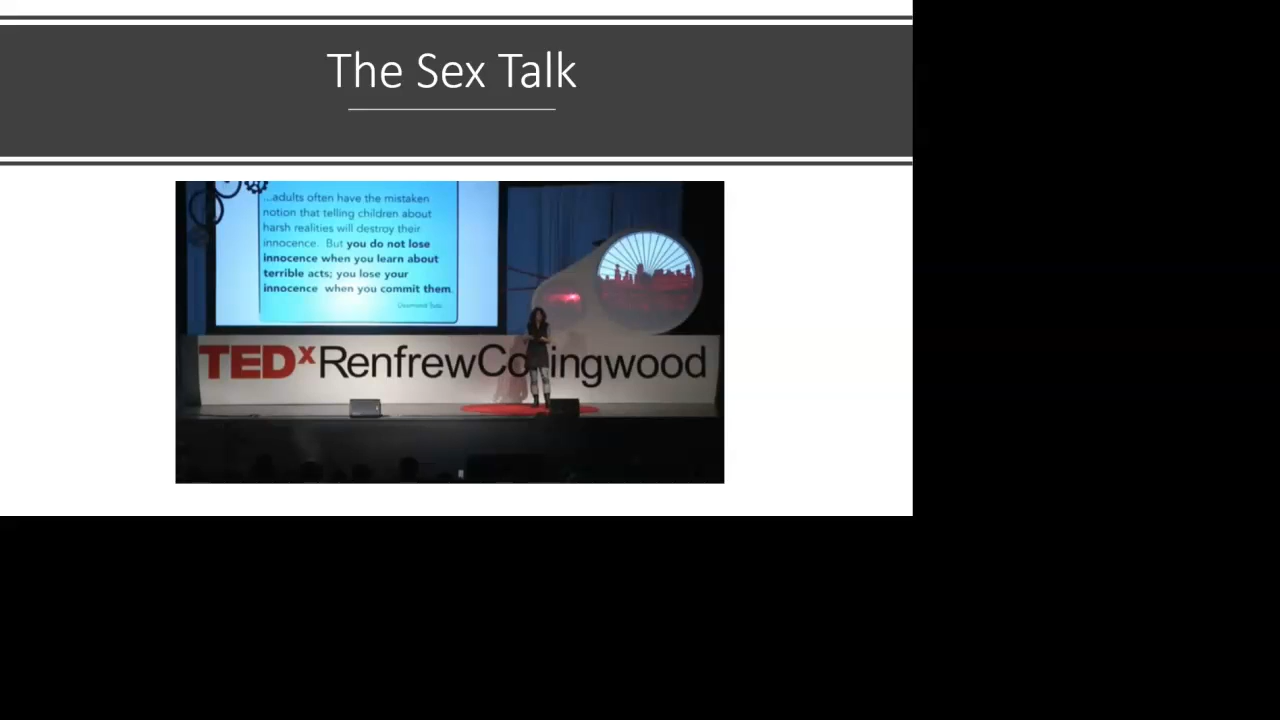 The Sex Talk
...adults often have the mistaken
notion that telling children about
harsh realities will destroy their
innocence. But you do not lose
innocence when you learn about
terrible acts; you lose your
innocence when you commit them.
TEDxRenfrewCollingwood